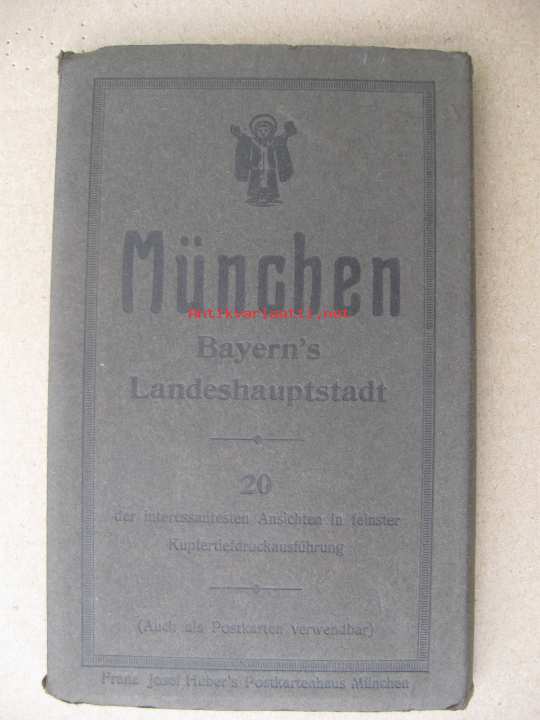 München
Antikvariaatti.net
Bayern's
Landeshauptstadt
20
der interessantesten Ansichten in feinster
Kupfertiefdruckausführung
(Auch als Postkarten verwendbar)
Franz Josef Huber's Postkartenhaus München